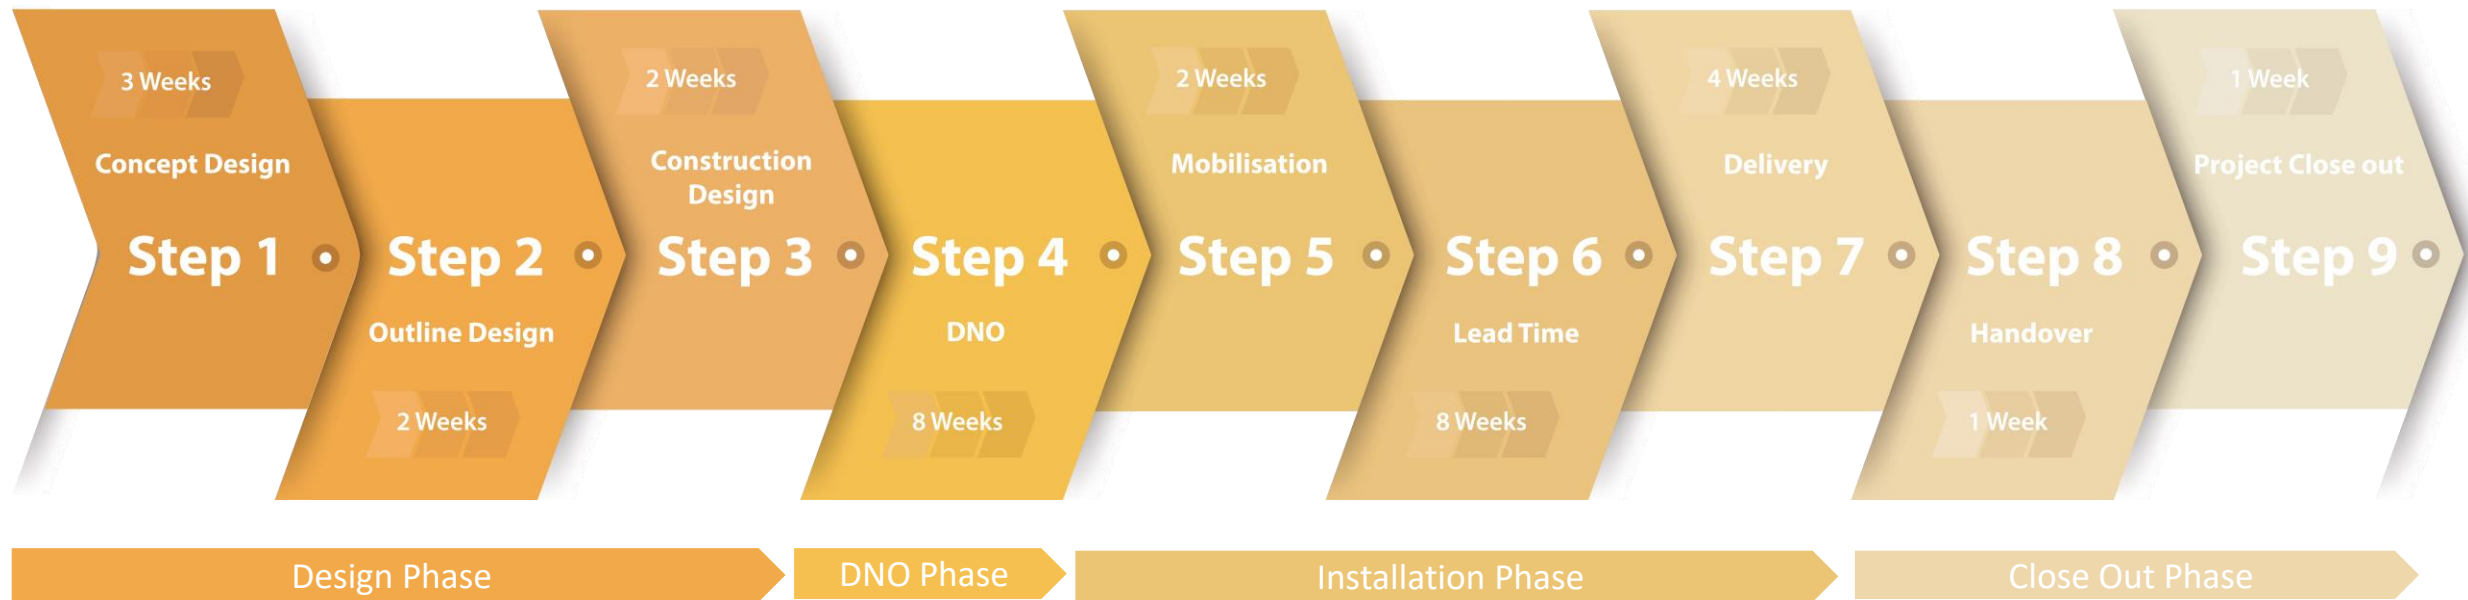 3 Weeks
Concept Design
Step 1
Step 2
Outline Design
2 Weeks
2 Weeks
Construction
Design
Step 3
Step 4
DNO
8 Weeks
2 Weeks
Mobilisation
Step 5
Step 6
Lead Time
8 Weeks
4 Weeks
Delivery
Step 7
Step 8
Handover
1 Week
1 Week
Project Close out
Step 9
Design Phase
DNO Phase
Installation Phase
Close Out Phase